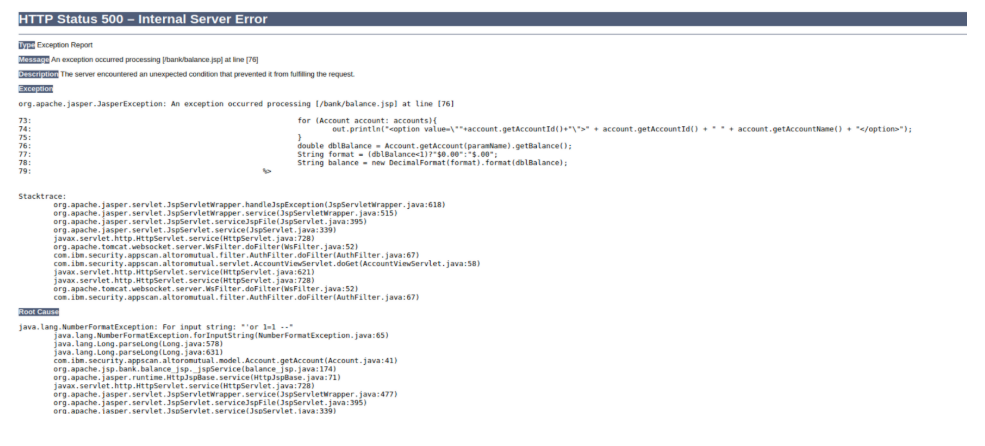 HTTP Status 500 – Internal Server Error
Type Exception Report
Message An exception occurred processing [/bank/balance.jsp] at line [76]
Description The server encountered an unexpected condition that prevented it from fulfilling the request.
Exception
org.apache.jasper.JasperException: An exception occurred processing [/bank/balance.jsp] at line [76]
73: for (Account account: accounts){
74: out.println("<option value=\""+account.getAccountId()+"\">" + account.getAccountId() + " " + account.getAccountName() + "</option>");
75: }
76: double dblBalance = Account.getAccount(paramName).getBalance();
77: String format = (dblBalance<1)?"$0.00":"$.00";
78: String balance = new DecimalFormat(format).format(dblBalance);
79: %>
Stacktrace:
org.apache.jasper.servlet.JspServletWrapper.handleJspException(JspServletWrapper.java:618)
org.apache.jasper.servlet.JspServletWrapper.service(JspServletWrapper.java:515)
org.apache.jasper.servlet.JspServlet.serviceJspFile(JspServlet.java:395)
org.apache.jasper.servlet.JspServlet.service(JspServlet.java:339)
javax.servlet.http.HttpServlet.service(HttpServlet.java:728)
org.apache.tomcat.websocket.server.WsFilter.doFilter(WsFilter.java:52)
com.ibm.security.appscan.altoromutual.filter.AuthFilter.doFilter(AuthFilter.java:67)
com.ibm.security.appscan.altoromutual.servlet.AccountViewServlet.doGet(AccountViewServlet.java:58)
javax.servlet.http.HttpServlet.service(HttpServlet.java:621)
javax.servlet.http.HttpServlet.service(HttpServlet.java:728)
org.apache.tomcat.websocket.server.WsFilter.doFilter(WsFilter.java:52)
com.ibm.security.appscan.altoromutual.filter.AuthFilter.doFilter(AuthFilter.java:67)
Root Cause
java.lang.NumberFormatException: For input string: "'or 1=1 --"
java.lang.NumberFormatException.forInputString(NumberFormatException.java:65)
java.lang.Long.parseLong(Long.java:578)
java.lang.Long.parseLong(Long.java:631)
com.ibm.security.appscan.altoromutual.model.Account.getAccount(Account.java:41)
org.apache.jsp.bank.balance_jsp._jspService(balance_jsp.java:174)
org.apache.jasper.runtime.HttpJspBase.service(HttpJspBase.java:71)
javax.servlet.http.HttpServlet.service(HttpServlet.java:728)
org.apache.jasper.servlet.JspServletWrapper.service(JspServletWrapper.java:477)
org.apache.jasper.servlet.JspServlet.serviceJspFile(JspServlet.java:395)
org.apache.jasper.servlet.JspServlet.service(JspServlet.java:339)